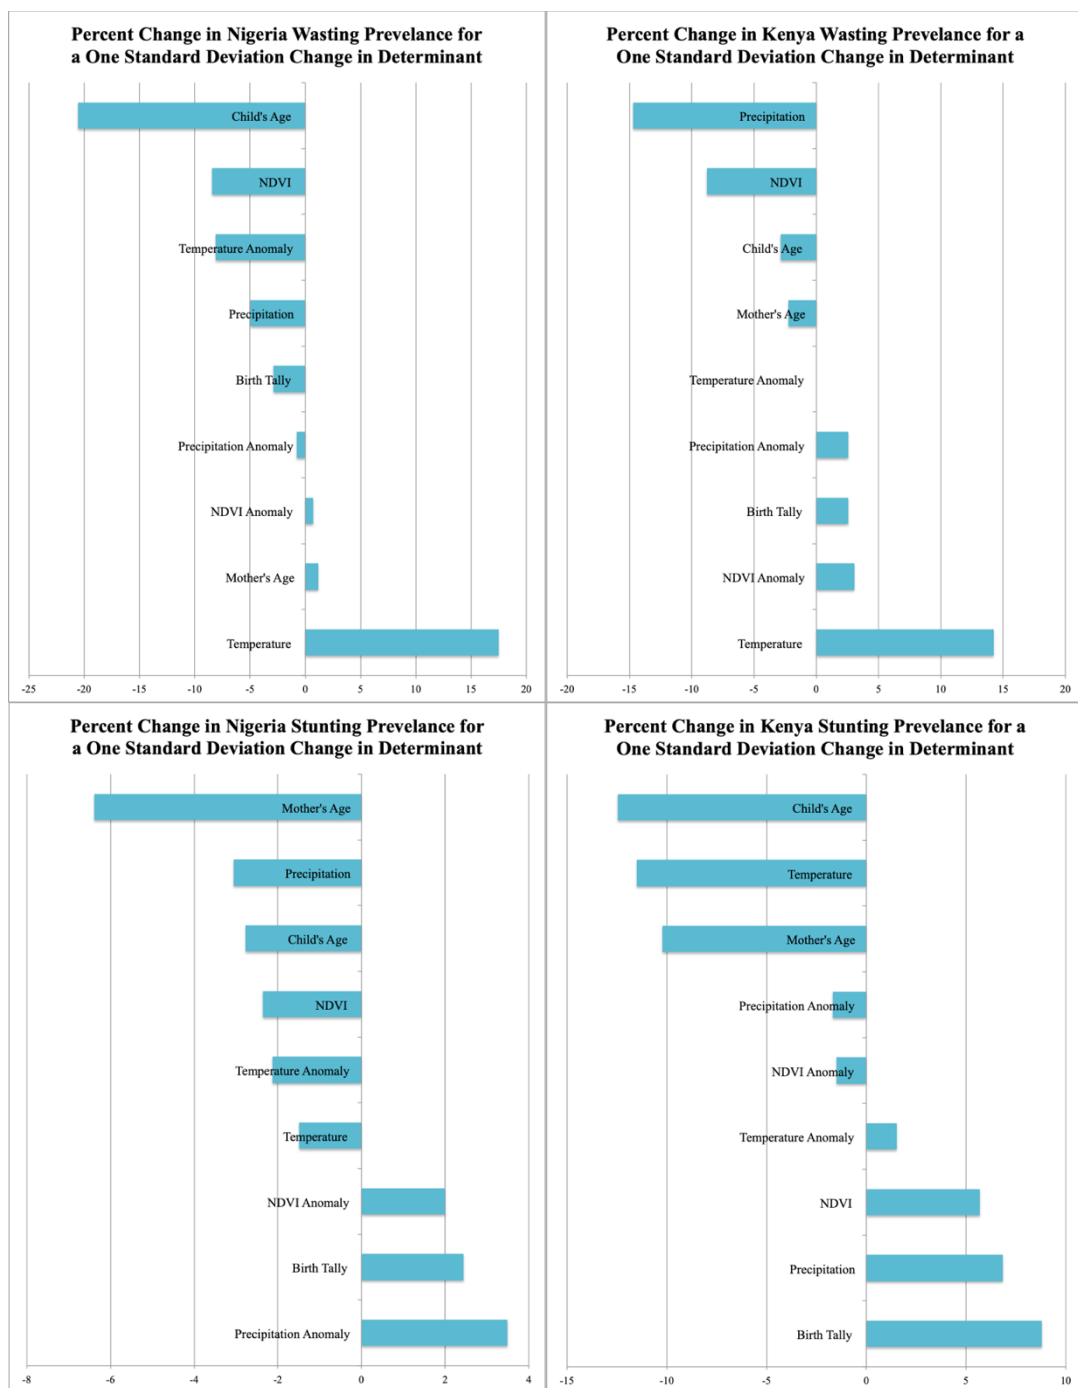 Percent Change in Nigeria Wasting Prevelance for
a One Standard Deviation Change in Determinant
Child's Age
NDVI
Temperature Anomaly
Precipitation
Birth Tally
Precipitation Anomaly
NDVI Anomaly
Mother's Age
Temperature
-25 -20 -15 -10 -5 0 5 10 15 20
Percent Change in Kenya Wasting Prevelance for a
One Standard Deviation Change in Determinant
Precipitation
NDVI
Child's Age
Mother's Age
Temperature Anomaly
Precipitation Anomaly
Birth Tally
NDVI Anomaly
Temperature
-20 -15 -10 -5 0 5 10 15 20
Percent Change in Nigeria Stunting Prevelance for
a One Standard Deviation Change in Determinant
Mother's Age
Precipitation
Child's Age
NDVI
Temperature Anomaly
Temperature
NDVI Anomaly
Birth Tally
Precipitation Anomaly
-8 -6 -4 -2 0 2 4
Percent Change in Kenya Stunting Prevelance for a
One Standard Deviation Change in Determinant
Child's Age
Temperature
Mother's Age
Precipitation Anomaly
NDVI Anomaly
Temperature Anomaly
NDVI
Precipitation
Birth Tally
-15 -10 -5 0 5 10